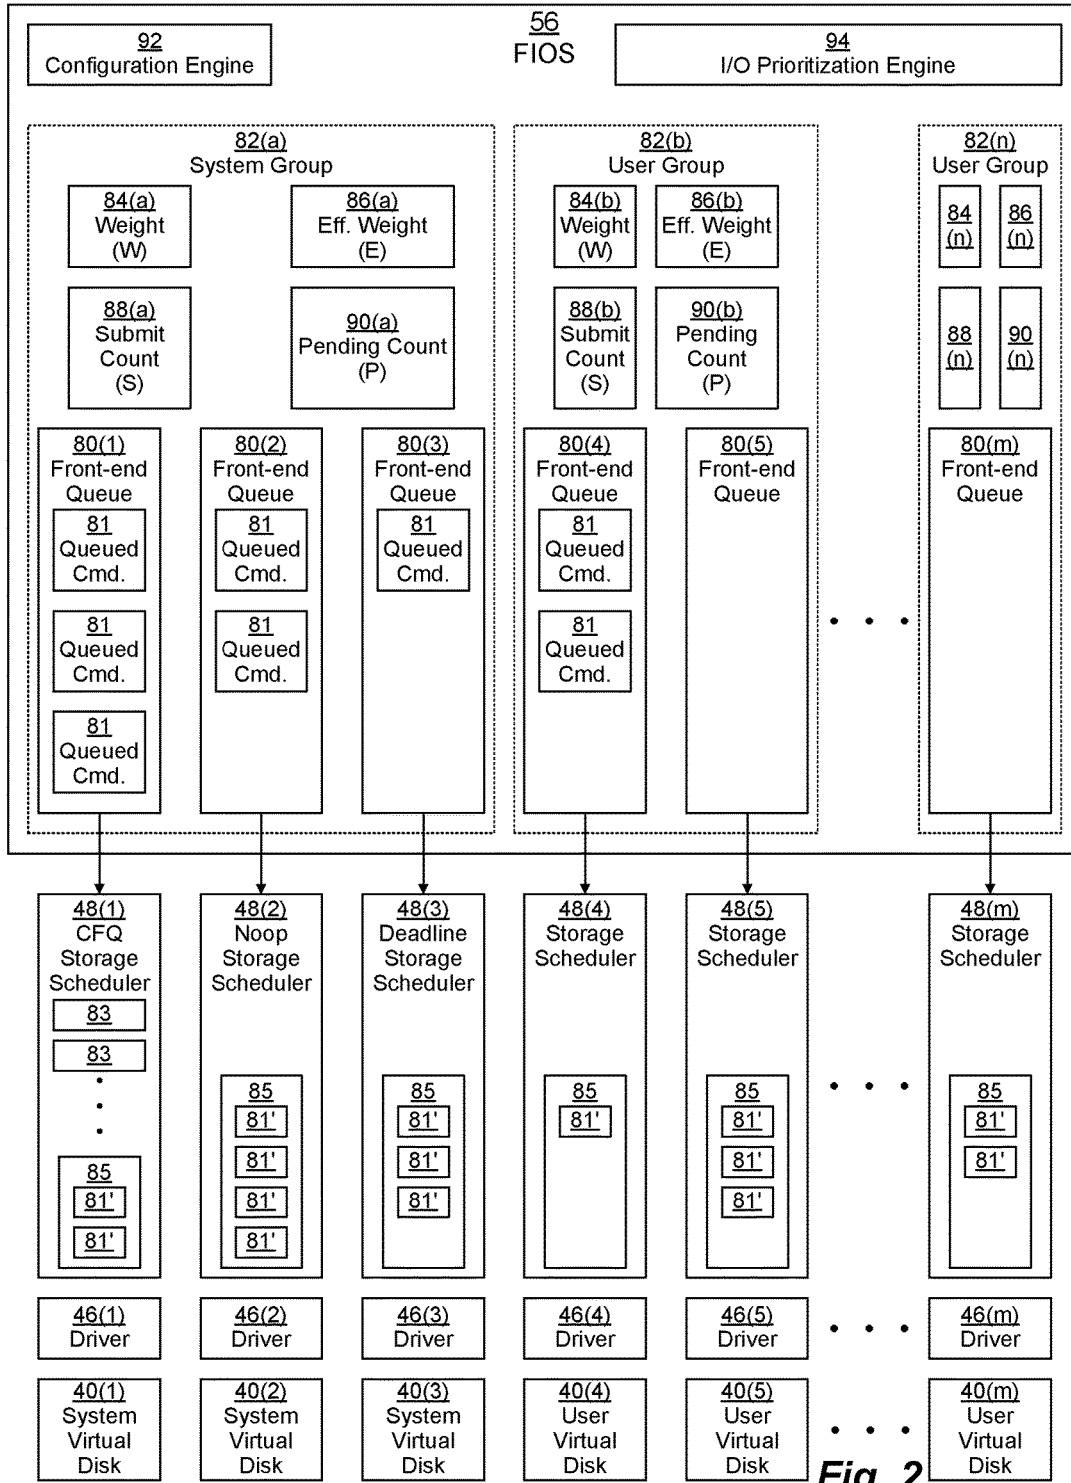 56
FIOS
92
Configuration Engine
94
I/O Prioritization Engine
82(a)
System Group
84(a)
Weight
(W)
86(a)
Eff. Weight
(E)
88(a)
Submit
Count
(S)
90(a)
Pending Count
(P)
82(b)
User Group
84(b)
Weight
(W)
86(b)
Eff. Weight
(E)
88(b)
Submit
Count
(S)
90(b)
Pending
Count
(P)
82(n)
User Group
84
(n)
86
(n)
88
(n)
90
(n)
80(1)
Front-end
Queue
81
Queued
Cmd.
81
Queued
Cmd.
81
Queued
Cmd.
80(2)
Front-end
Queue
81
Queued
Cmd.
81
Queued
Cmd.
80(3)
Front-end
Queue
81
Queued
Cmd.
80(4)
Front-end
Queue
81
Queued
Cmd.
81
Queued
Cmd.
80(5)
Front-end
Queue
80(m)
Front-end
Queue
48(1)
CFQ
Storage
Scheduler
83
83
85
81'
81'
48(2)
Noop
Storage
Scheduler
85
81'
81'
81'
81'
48(3)
Deadline
Storage
Scheduler
85
81'
81'
81'
48(4)
Storage
Scheduler
85
81'
48(5)
Storage
Scheduler
85
81'
81'
81'
48(m)
Storage
Scheduler
85
81'
81'
46(1)
Driver
46(2)
Driver
46(3)
Driver
46(4)
Driver
46(5)
Driver
46(m)
Driver
40(1)
System
Virtual
Disk
40(2)
System
Virtual
Disk
40(3)
System
Virtual
Disk
40(4)
User
Virtual
Disk
40(5)
User
Virtual
Disk
40(m)
User
Virtual
Disk
Fig. 2